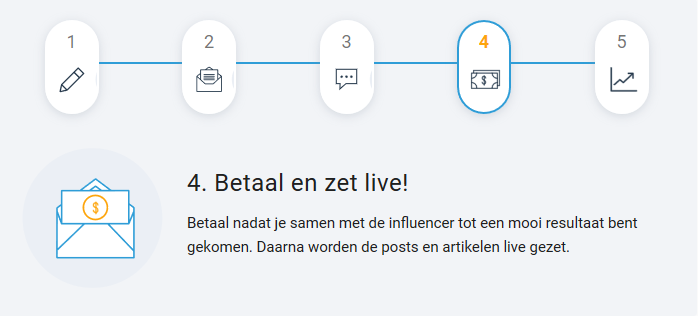 1
2
3
4
5
$
$
4. Betaal en zet live!
Betaal nadat je samen met de influencer tot een mooi resultaat bent
gekomen. Daarna worden de posts en artikelen live gezet.